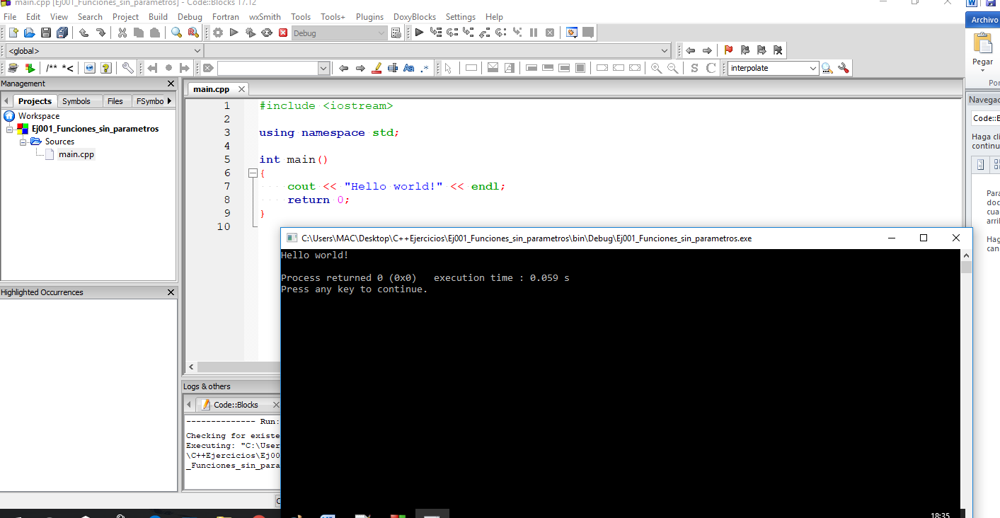 main.cpp [Ej001_Funciones_sin_parametros] - Code::Blocks 17.12
File Edit View Search Project Build Debug Fortran wxSmith Tools Tools+ Plugins DoxyBlocks Settings Help
Debug
<global>
/** *<
Aa .*
S C
interpolate
Management
Projects Symbols Files FSymbo
Workspace
Ej001_Funciones_sin_parametros
Sources
main.cpp
Highlighted Occurrences
main.cpp
1 #include <iostream>
2
3 using namespace std;
4
5 int main()
6 {
7 cout << "Hello world!" << endl;
8 return 0;
9 }
10
C:\Users\MAC\Desktop\C++Ejercicios\Ej001_Funciones_sin_parametros\bin\Debug\Ej001_Funciones_sin_parametros.exe
Hello world!
Process returned 0 (0x0) execution time : 0.059 s
Press any key to continue.
Logs & others
Code::Blocks
-------------- Run:
Checking for existe
Executing: "C:\User
\C++Ejercicios\Ej00
_Funciones_sin_para
Archivo
Pegar
Por
Navegac
Code::B
Haga cli
continu
Para
doc
cua
arri
Hag
can
18:35